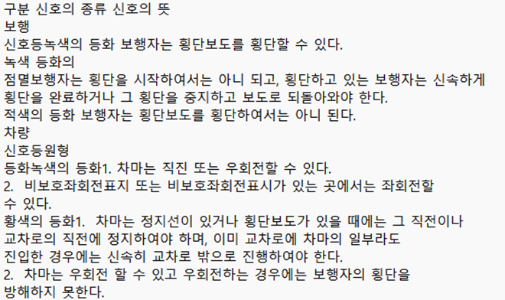 구분 신호의 종류 신호의 뜻
보행
신호등녹색의 등화 보행자는 횡단보도를 횡단할 수 있다.
녹색 등화의
점멸보행자는 횡단을 시작하여서는 아니 되고, 횡단하고 있는 보행자는 신속하게
횡단을 완료하거나 그 횡단을 중지하고 보도로 되돌아와야 한다.
적색의 등화 보행자는 횡단보도를 횡단하여서는 아니 된다.
차량
신호등원형
등화녹색의 등화1. 차마는 직진 또는 우회전할 수 있다.
2. 비보호좌회전표지 또는 비보호좌회전표시가 있는 곳에서는 좌회전할
수 있다.
황색의 등화1. 차마는 정지선이 있거나 횡단보도가 있을 때에는 그 직전이나
교차로의 직전에 정지하여야 하며, 이미 교차로에 차마의 일부라도
진입한 경우에는 신속히 교차로 밖으로 진행하여야 한다.
2. 차마는 우회전 할 수 있고 우회전하는 경우에는 보행자의 횡단을
방해하지 못한다.